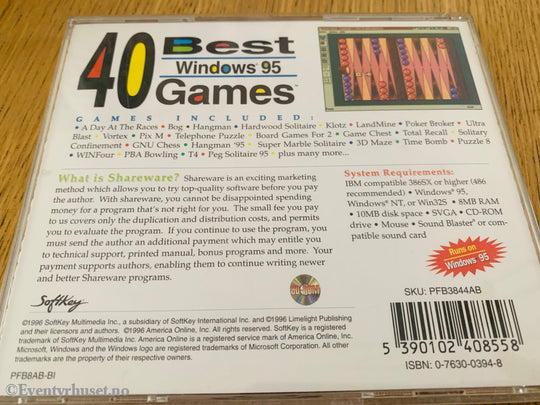 40 Best
Windows 95
Games™
GAMES INCLUDED:
• A Day At The Races • Bog • Hangman • Hardwood Solitaire • Klotz • LandMine • Poker Broker • Ultra
Blast • Vortex • Pix M • Telephone Puzzle • Board Games For 2 • Game Chest • Total Recall • Solitary
Confinement • GNU Chess • Hangman '95 • Super Marble Solitaire • 3D Maze • Time Bomb • Puzzle 8
• WINFour • PBA Bowling • T4 • Peg Solitaire 95 • plus many more...
What is Shareware? Shareware is an exciting marketing
method which allows you to try top-quality software before you pay
the author. With shareware, you cannot be disappointed spending
money for a program that's not right for you. The small fee you pay
to us covers only the duplication and distribution costs, and permits
you to evaluate the program. If you continue to use the program, you
must send the author an additional payment which may entitle you
to technical support, printed manual, bonus programs and more. Your
payment supports authors, enabling them to continue writing newer
and better Shareware programs.
System Requirements:
IBM compatible 386SX or higher (486
recommended) • Windows® 95,
Windows® NT, or Win32S • 8MB RAM
• 10MB disk space • SVGA • CD-ROM
drive • Mouse • Sound Blaster® or com-
patible sound card
Runs on
Windows 95
SoftKey
CD-ROM
SKU: PFB3844AB
©1996 SoftKey Multimedia Inc., a subsidiary of SoftKey International Inc. and ©1996 Limelight Publishing
and their licensors and authors. ©1996 America Online, Inc. All rights reserved. SoftKey is a registered
trademark of SoftKey Multimedia Inc. America Online is a registered service mark of America Online, Inc.
Microsoft, Windows and the Windows logo are registered trademarks of Microsoft Corporation. All other
trademarks are the property of their respective owners.
PFB8AB-BI
5 390102 408558
ISBN: 0-7630-0394-8
©Eventyrhuset.no